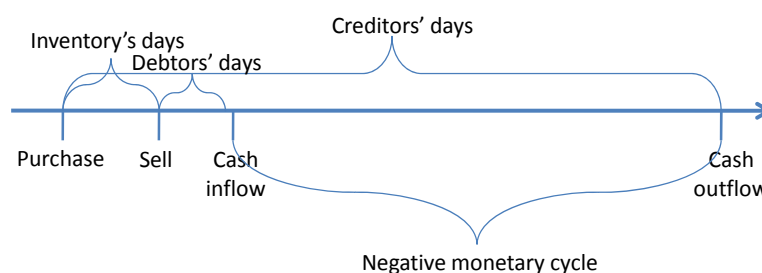 Creditors’ days
Inventory’s days
Debtors’ days
Purchase
Sell
Cash
inflow
Cash
outflow
Negative monetary cycle